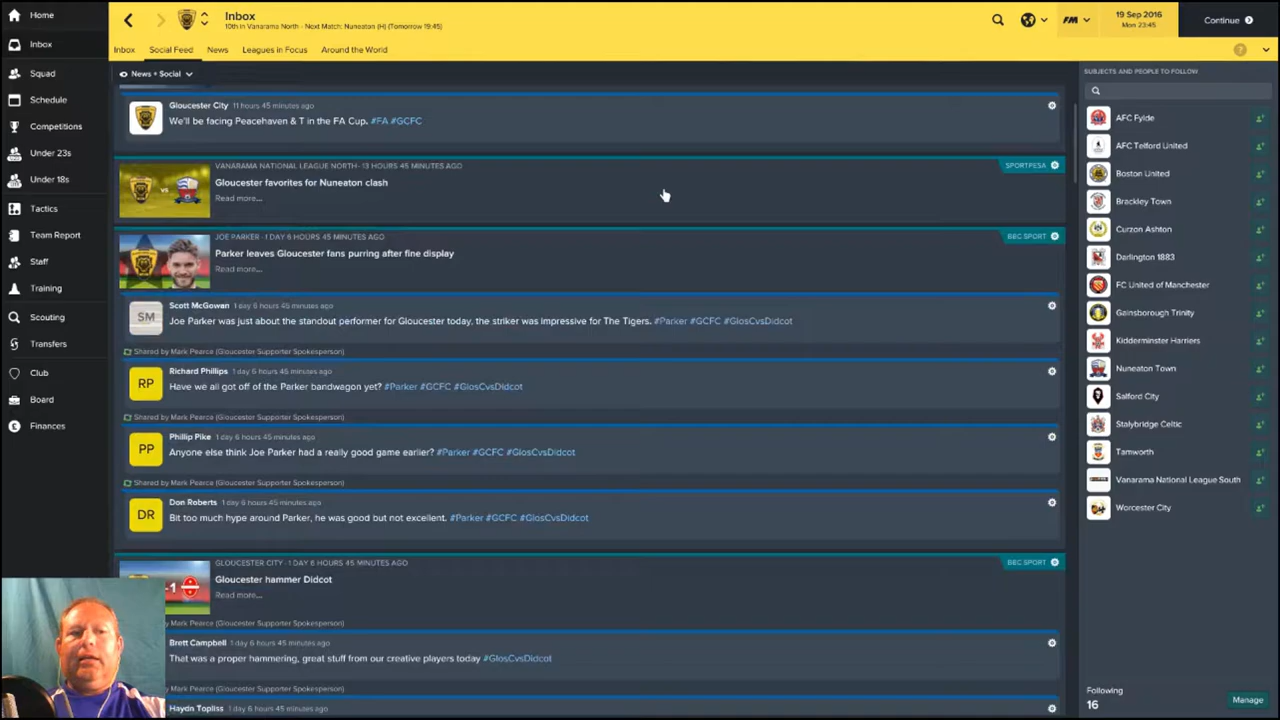 Home
Inbox
10th in Vanarama North - Next Match: Nuneaton (H) (Tomorrow 19:45)
FM
19 Sep 2016
Mon 23:45
Continue
Inbox
Squad
Schedule
Competitions
Under 23s
Under 18s
Tactics
Team Report
Staff
Training
Scouting
Transfers
Club
Board
Finances
Inbox
Social Feed
News
Leagues in Focus
Around the World
?
News + Social
Gloucester City 11 hours 45 minutes ago
We'll be facing Peacehaven & T in the FA Cup. #FA #GCFC
VANARAMA NATIONAL LEAGUE NORTH- 13 HOURS 45 MINUTES AGO
SPORTPESA
vs
Gloucester favorites for Nuneaton clash
Read more...
JOE PARKER - 1 DAY 6 HOURS 45 MINUTES AGO
BBC SPORT
Parker leaves Gloucester fans purring after fine display
Read more...
SM
Scott McGowan 1 day 6 hours 45 minutes ago
Joe Parker was just about the standout performer for Gloucester today, the striker was impressive for The Tigers. #Parker #GCFC #GlosCvsDidcot
Shared by Mark Pearce (Gloucester Supporter Spokesperson)
RP
Richard Phillips 1 day 6 hours 45 minutes ago
Have we all got off of the Parker bandwagon yet? #Parker #GCFC #GlosCvsDidcot
Shared by Mark Pearce (Gloucester Supporter Spokesperson)
PP
Phillip Pike 1 day 6 hours 45 minutes ago
Anyone else think Joe Parker had a really good game earlier? #Parker #GCFC #GlosCvsDidcot
Shared by Mark Pearce (Gloucester Supporter Spokesperson)
DR
Don Roberts 1 day 6 hours 45 minutes ago
Bit too much hype around Parker, he was good but not excellent. #Parker #GCFC #GlosCvsDidcot
GLOUCESTER CITY - 1 DAY 6 HOURS 45 MINUTES AGO
BBC SPORT
-1
Gloucester hammer Didcot
Read more...
Mark Pearce (Gloucester Supporter Spokesperson)
Brett Campbell 1 day 6 hours 45 minutes ago
That was a proper hammering, great stuff from our creative players today #GlosCvsDidcot
Mark Pearce (Gloucester Supporter Spokesperson)
Haydn Topliss 1 day 6 hours 45 minutes ago
SUBJECTS AND PEOPLE TO FOLLOW
AFC Fylde
AFC Telford United
Boston United
Brackley Town
Curzon Ashton
Darlington 1883
FC United of Manchester
Gainsborough Trinity
Kidderminster Harriers
Nuneaton Town
Salford City
Stalybridge Celtic
Tamworth
Vanarama National League South
Worcester City
Following
16
Manage